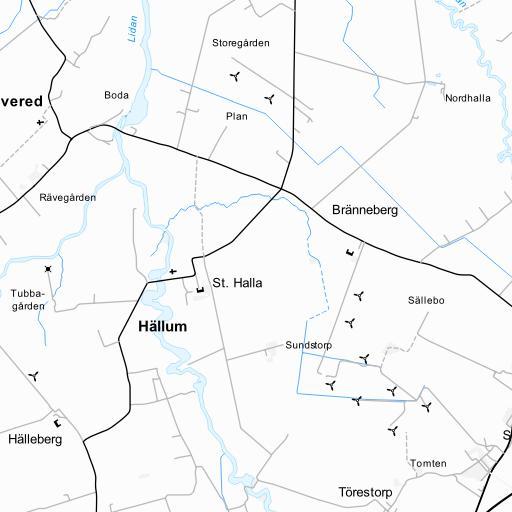 Lidan
Storegården
Boda
vered
Nordhalla
Plan
Rävegården
Bränneberg
St. Halla
Tubba-
gården
Sällebo
Hällum
Sundstorp
Hälleberg
Tomten
Törestorp